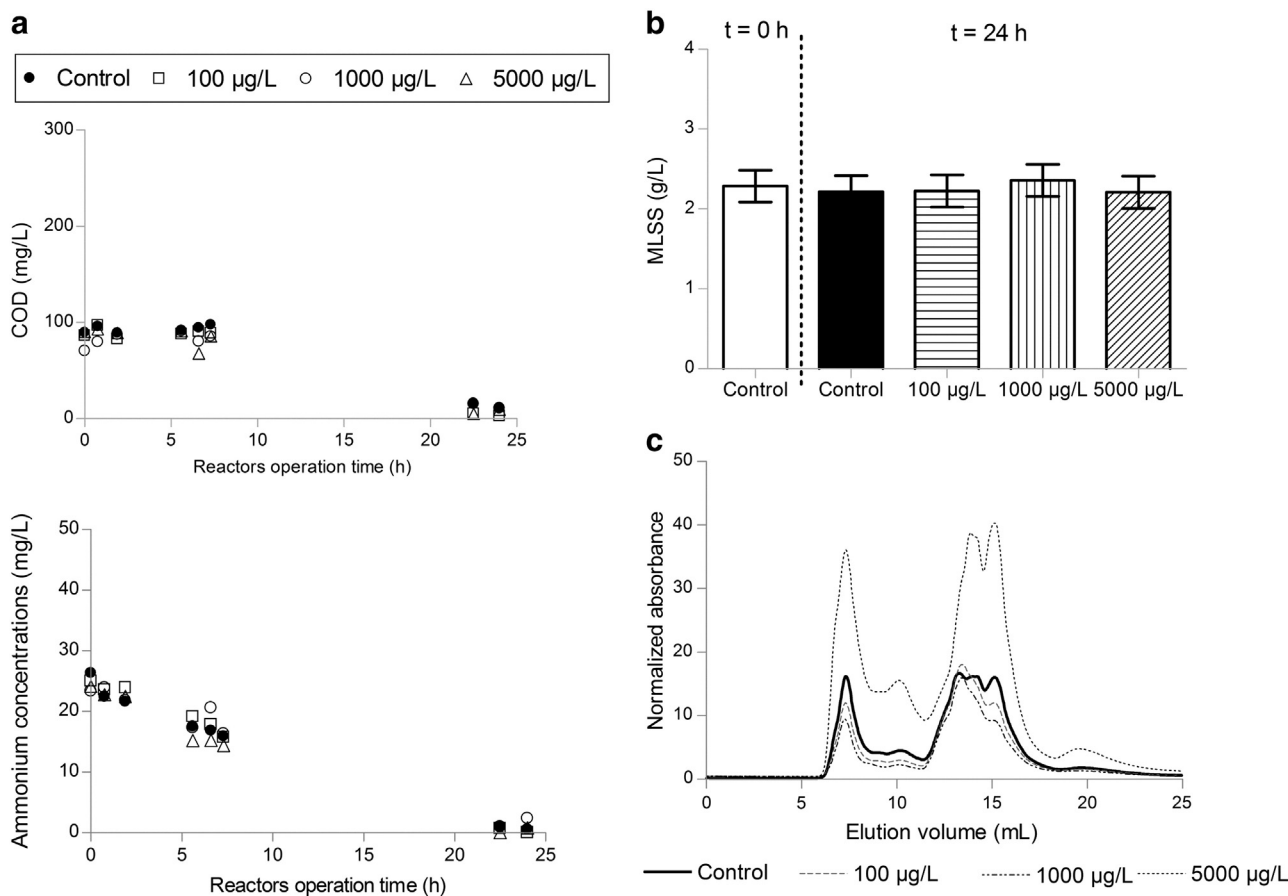 a
● Control □ 100 µg/L ○ 1000 µg/L △ 5000 µg/L
300
200
100
0
COD (mg/L)
0 5 10 15 20 25
Reactors operation time (h)
50
40
30
20
10
0
Ammonium concentrations (mg/L)
0 5 10 15 20 25
Reactors operation time (h)
b
t = 0 h t = 24 h
4
3
2
1
0
MLSS (g/L)
Control Control 100 µg/L 1000 µg/L 5000 µg/L
c
50
40
30
20
10
0
Normalized absorbance
0 5 10 15 20 25
Elution volume (mL)
Control 100 µg/L 1000 µg/L 5000 µg/L